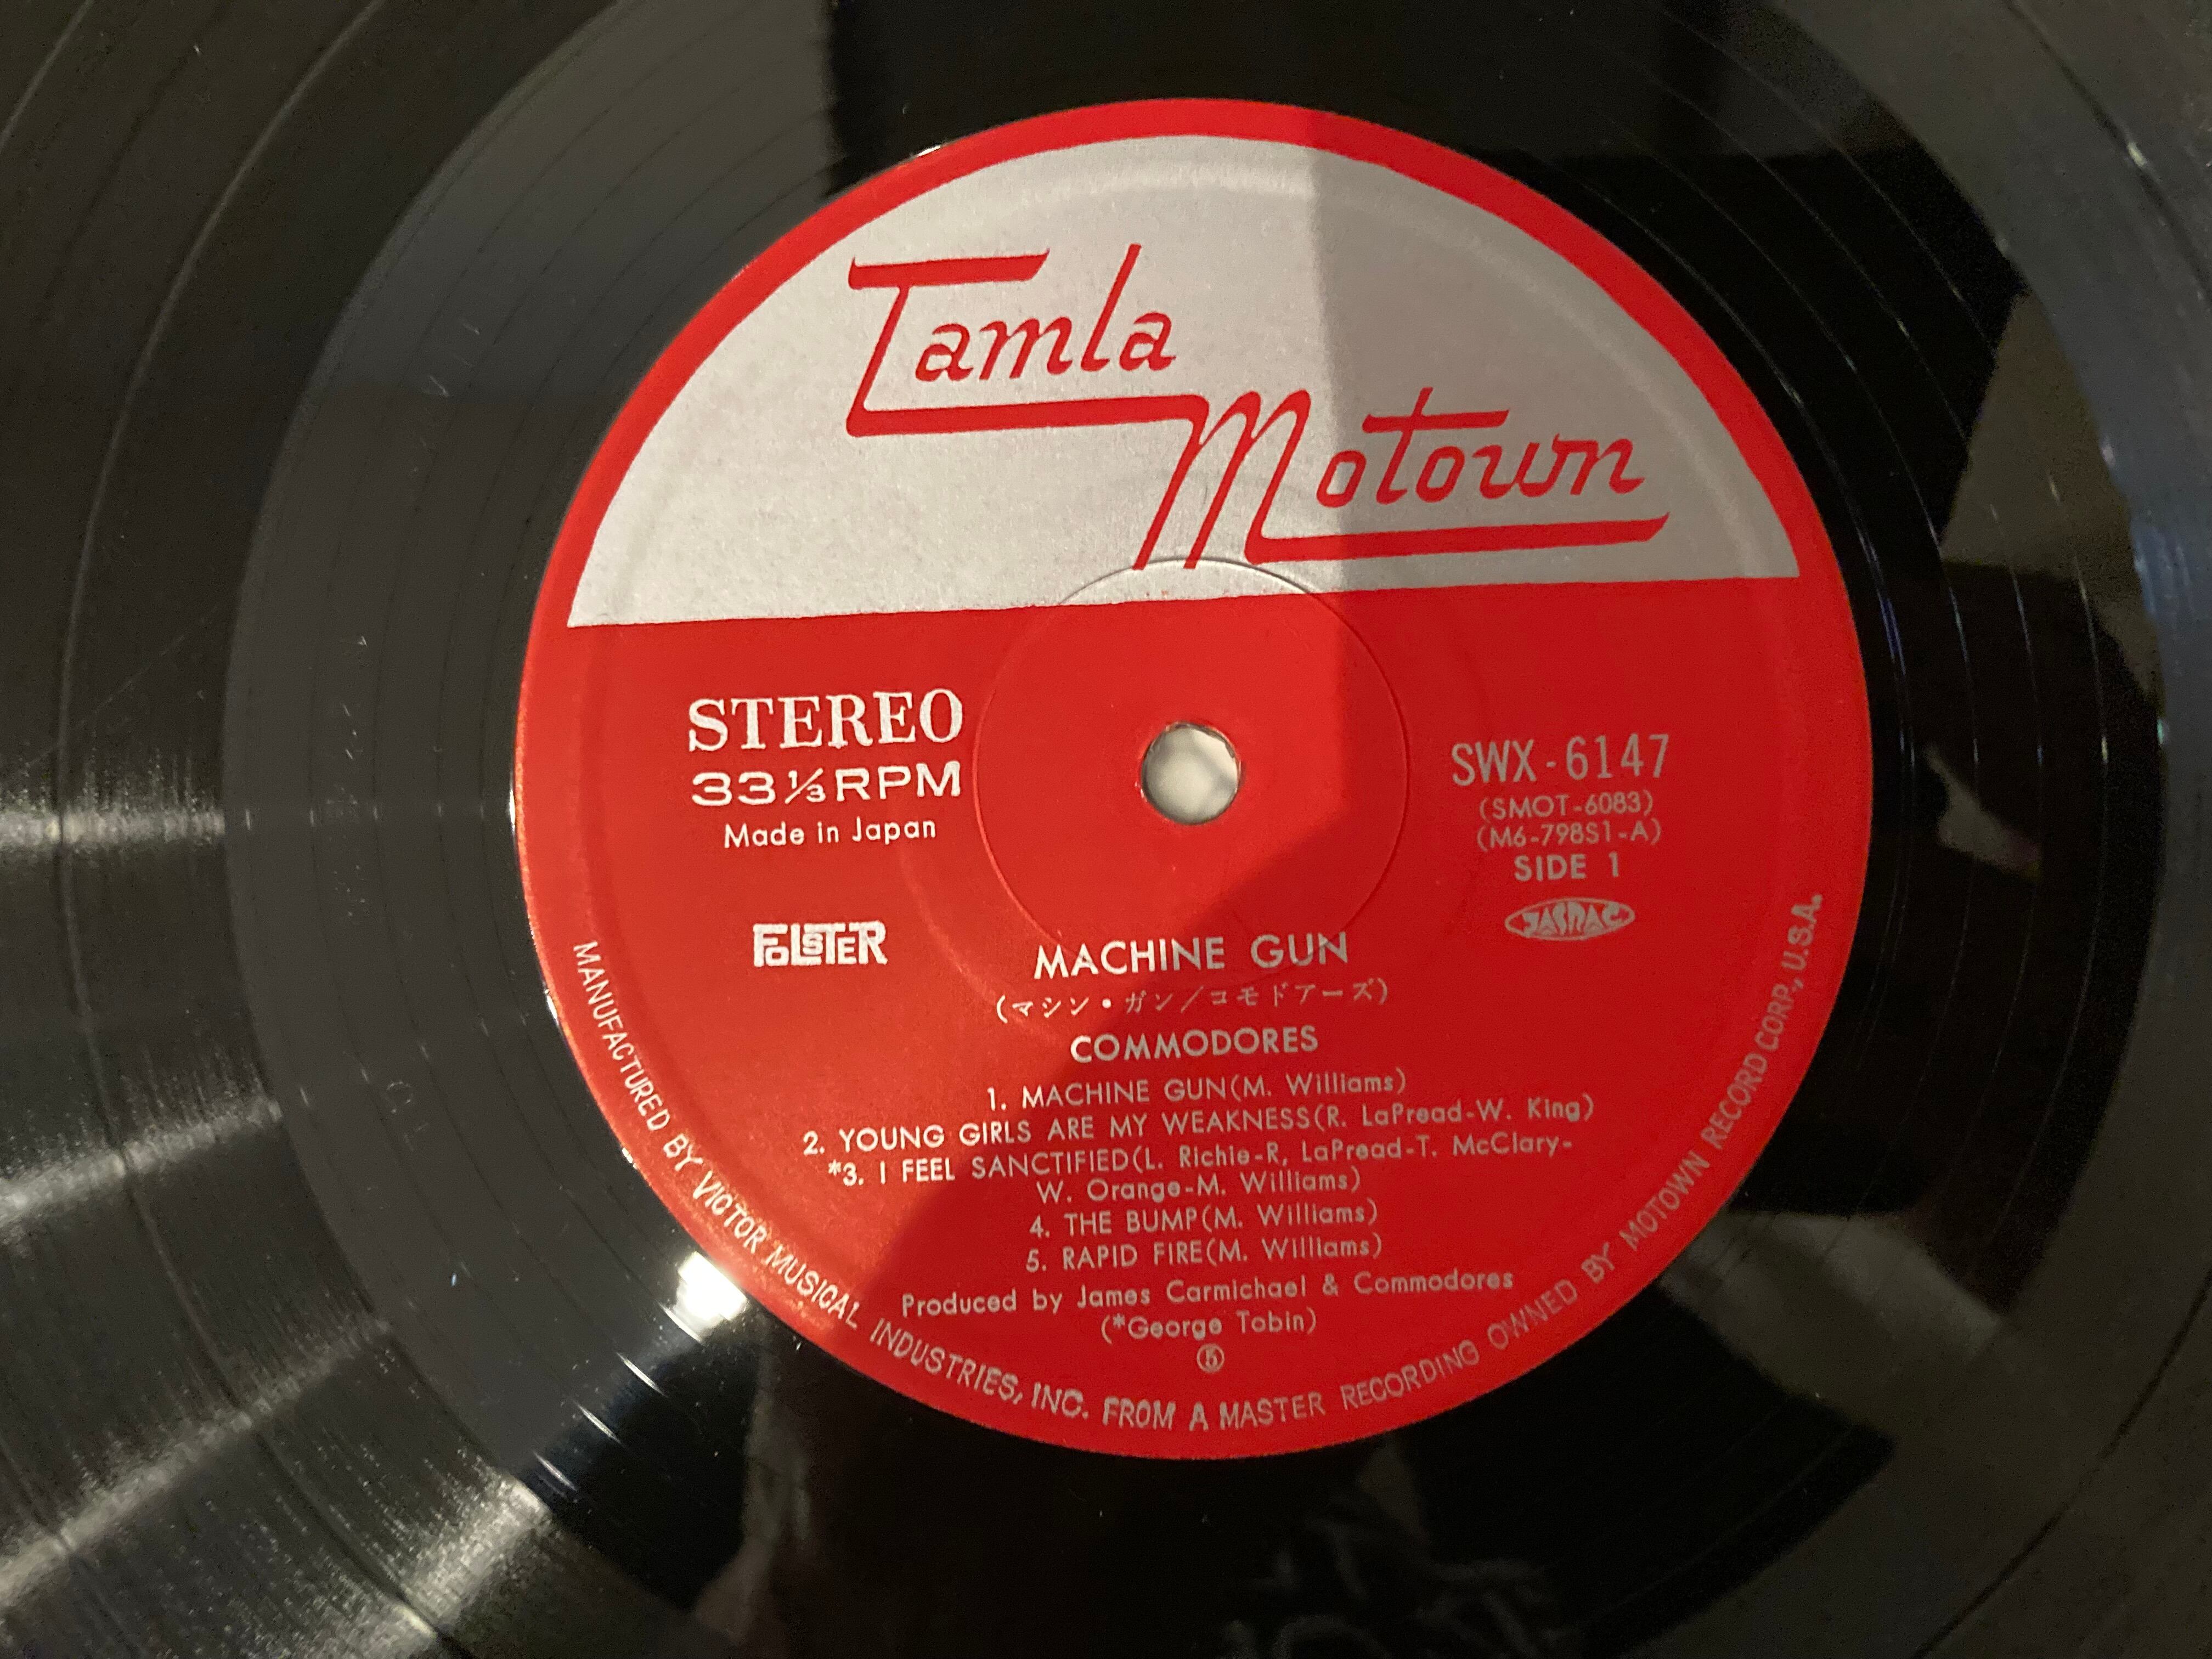 Tamla
Motown
STEREO
33⅓RPM
Made in Japan
SWX-6147
(SMOT-6083)
(M6-798S1-A)
SIDE 1
JASRAC
FOLSTER
MACHINE GUN
(マシン・ガン/コモドアーズ)
COMMODORES
1. MACHINE GUN(M. Williams)
2. YOUNG GIRLS ARE MY WEAKNESS(R. LaPread-W. King)
*3. I FEEL SANCTIFIED(L. Richie-R, LaPread-T. McClary-
W. Orange-M. Williams)
4. THE BUMP(M. Williams)
5. RAPID FIRE(M. Williams)
Produced by James Carmichael & Commodores
(*George Tobin)
MANUFACTURED BY VICTOR MUSICAL INDUSTRIES, INC. FROM A MASTER RECORDING OWNED BY MOTOWN RECORD CORP., U.S.A.